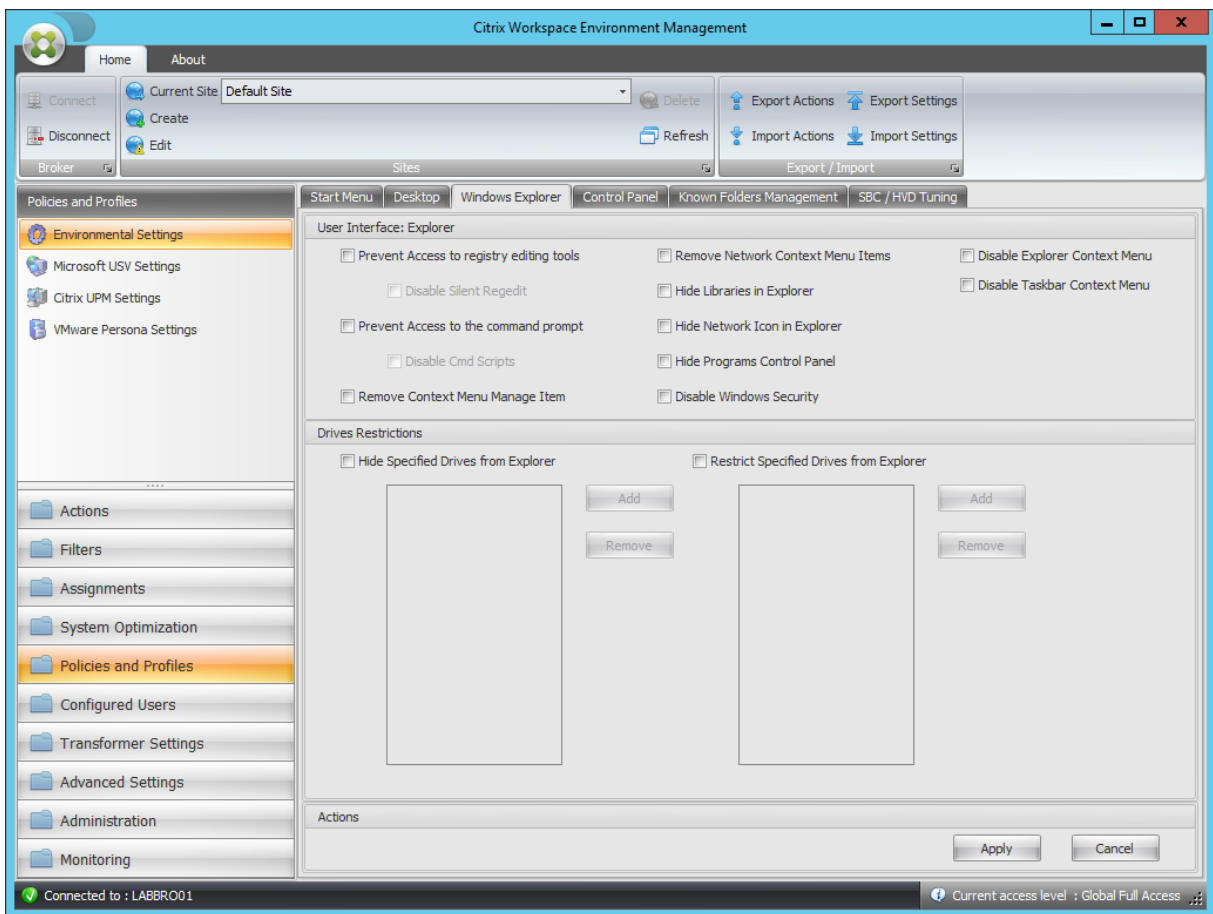 Citrix Workspace Environment Management
Home About
Connect
Disconnect
Broker
Current Site Default Site
Create
Edit
Delete
Refresh
Sites
Export Actions Export Settings
Import Actions Import Settings
Export / Import
Policies and Profiles
Environmental Settings
Microsoft USV Settings
Citrix UPM Settings
VMware Persona Settings
Actions
Filters
Assignments
System Optimization
Policies and Profiles
Configured Users
Transformer Settings
Advanced Settings
Administration
Monitoring
Start Menu Desktop Windows Explorer Control Panel Known Folders Management SBC / HVD Tuning
User Interface: Explorer
Prevent Access to registry editing tools
Disable Silent Regedit
Prevent Access to the command prompt
Disable Cmd Scripts
Remove Context Menu Manage Item
Remove Network Context Menu Items
Hide Libraries in Explorer
Hide Network Icon in Explorer
Hide Programs Control Panel
Disable Windows Security
Disable Explorer Context Menu
Disable Taskbar Context Menu
Drives Restrictions
Hide Specified Drives from Explorer
Add
Remove
Restrict Specified Drives from Explorer
Add
Remove
Actions
Apply Cancel
Connected to : LABBRO01
Current access level : Global Full Access